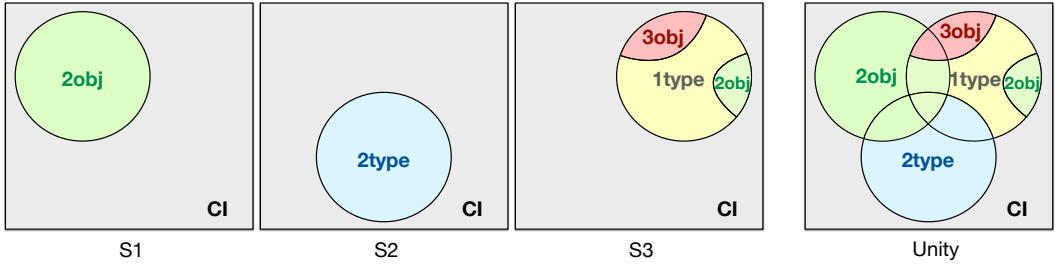 2obj
CI
S1
2type
CI
S2
3obj
1type
2obj
CI
S3
3obj
2obj
1type
2obj
2type
CI
Unity